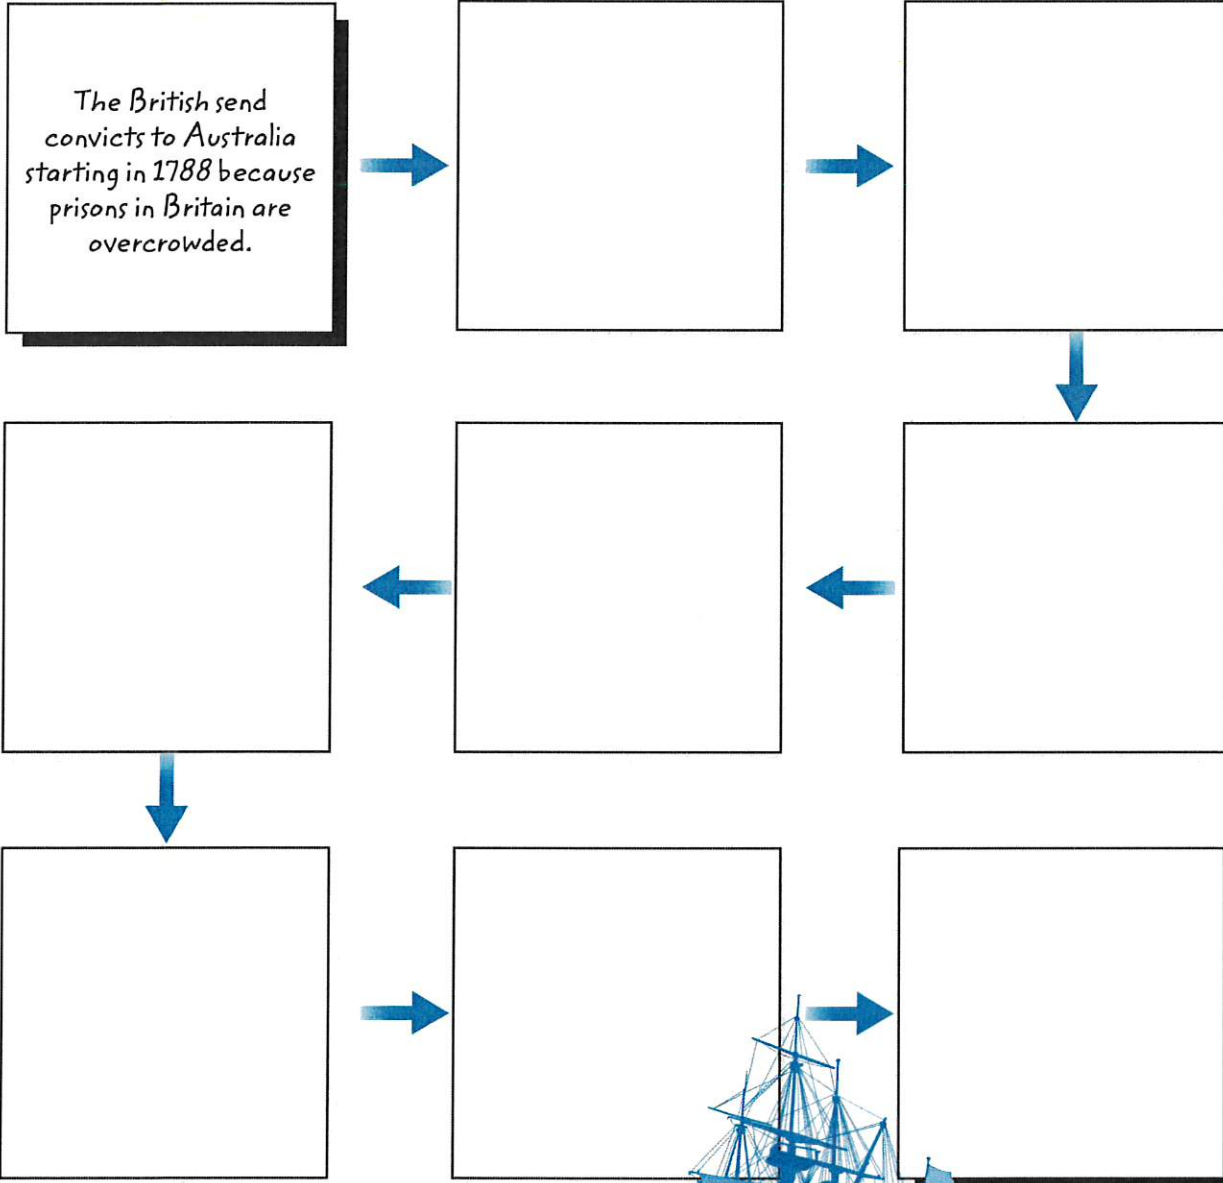 The British send
convicts to Australia
starting in 1788 because
prisons in Britain are
overcrowded.